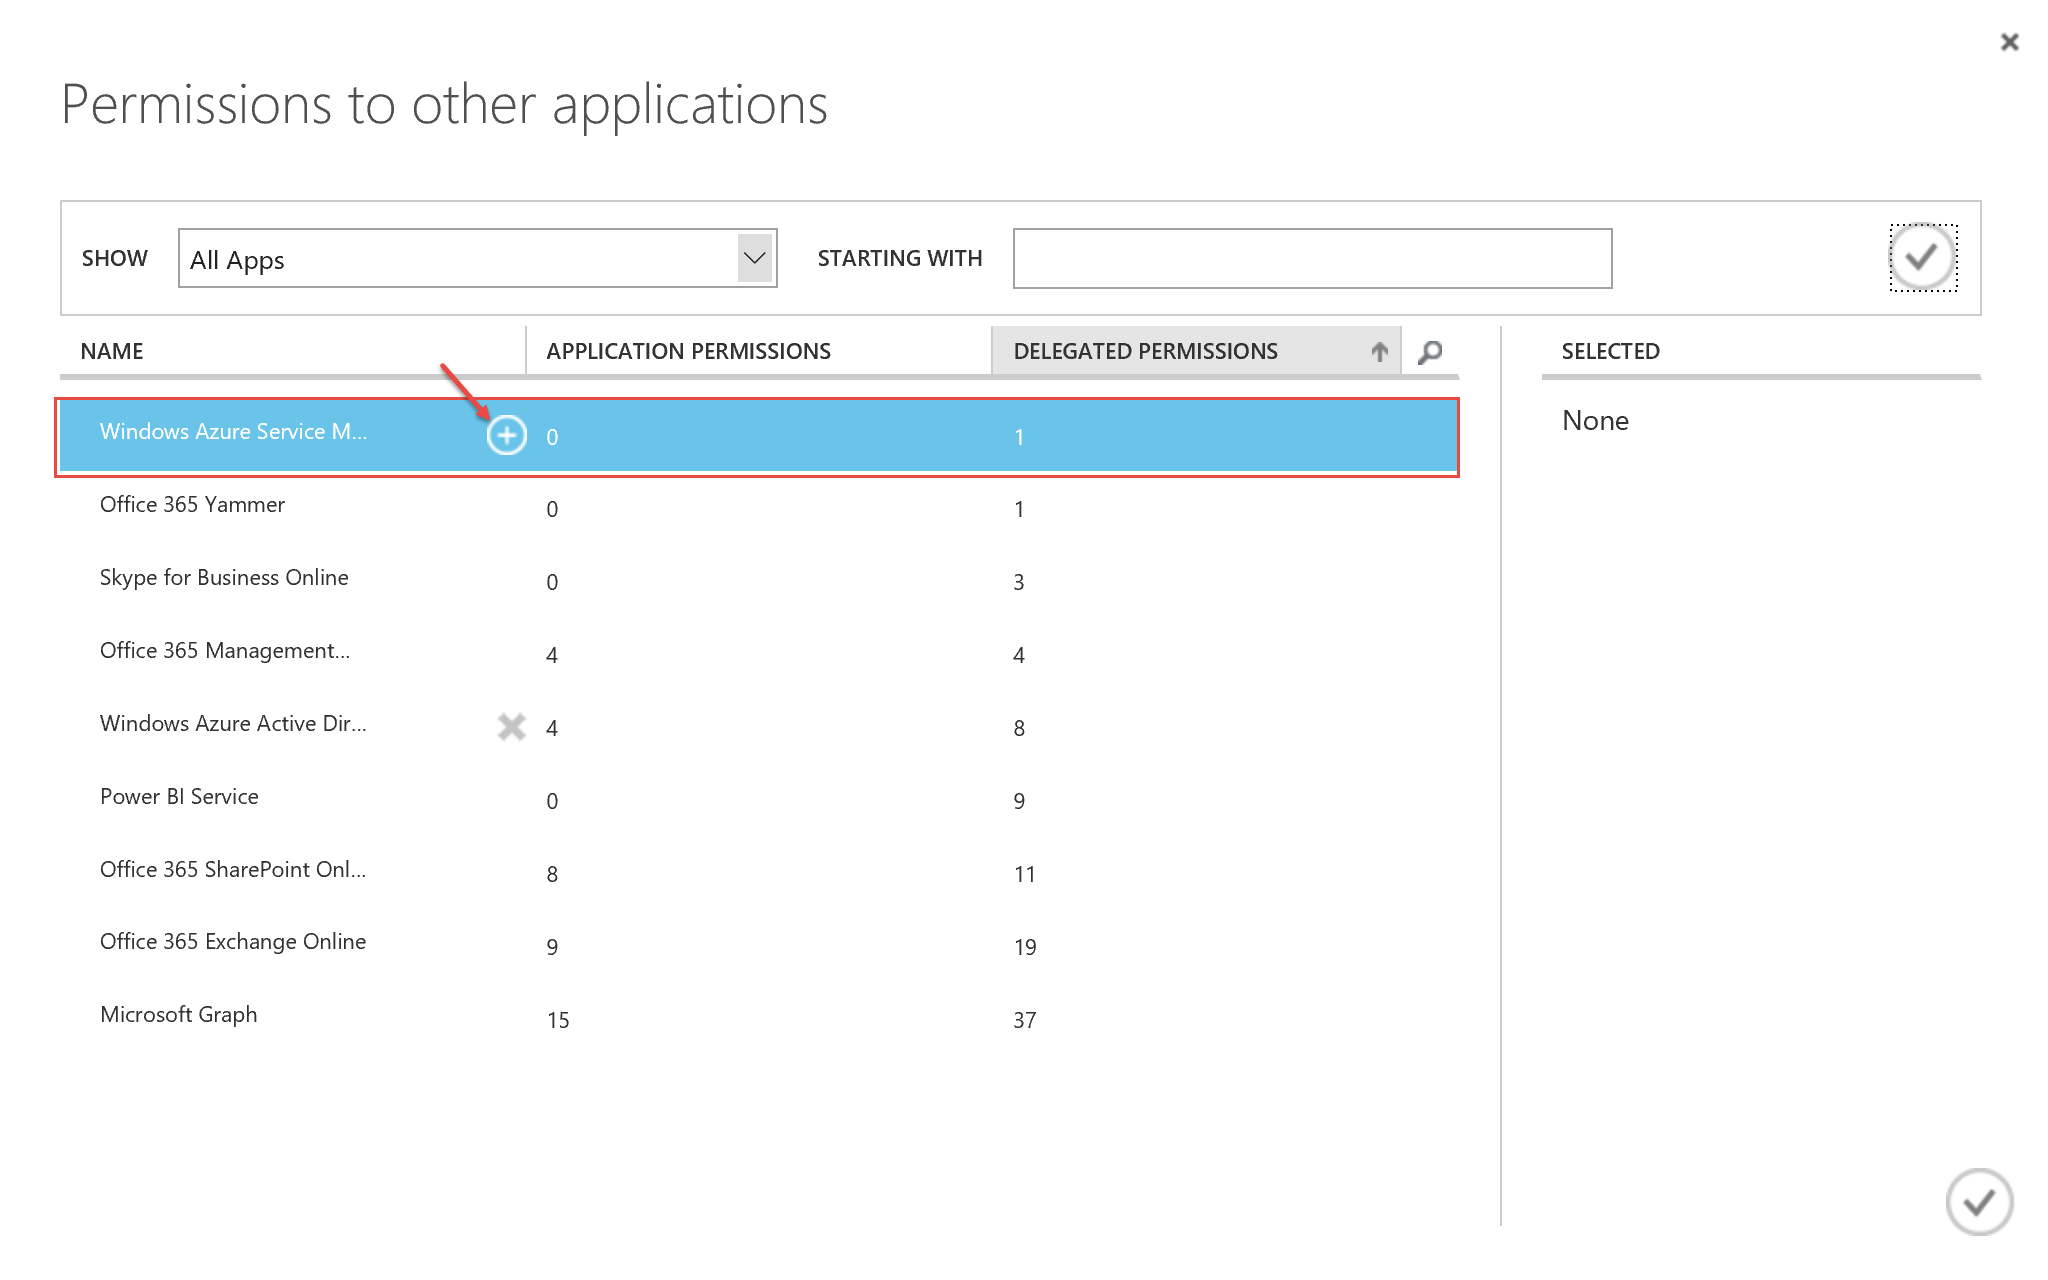 Permissions to other applications
SHOW All Apps STARTING WITH
NAME APPLICATION PERMISSIONS DELEGATED PERMISSIONS SELECTED
Windows Azure Service M... 0 1 None
Office 365 Yammer 0 1
Skype for Business Online 0 3
Office 365 Management... 4 4
Windows Azure Active Dir... 4 8
Power BI Service 0 9
Office 365 SharePoint Onl... 8 11
Office 365 Exchange Online 9 19
Microsoft Graph 15 37